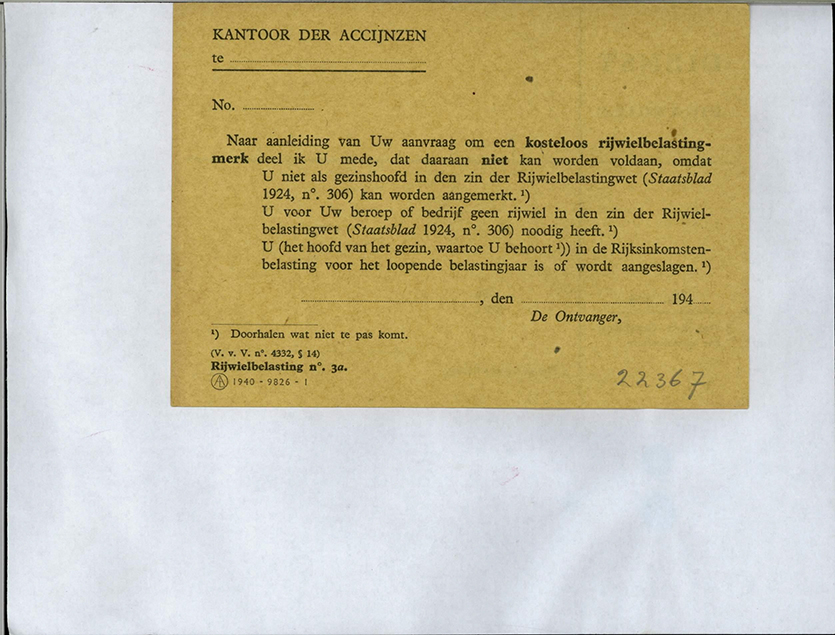 KANTOOR DER ACCIJNZEN
te
No.
Naar aanleiding van Uw aanvraag om een kosteloos rijwielbelasting-
merk deel ik U mede, dat daaraan niet kan worden voldaan, omdat
U niet als gezinshoofd in den zin der Rijwielbelastingwet (Staatsblad
1924, n°. 306) kan worden aangemerkt. ¹)
U voor Uw beroep of bedrijf geen rijwiel in den zin der Rijwiel-
belastingwet (Staatsblad 1924, n°. 306) noodig heeft. ¹)
U (het hoofd van het gezin, waartoe U behoort ¹)) in de Rijksinkomsten-
belasting voor het loopende belastingjaar is of wordt aangeslagen. ¹)
, den 194
De Ontvanger,
¹) Doorhalen wat niet te pas komt.
(V. v. V. n°. 4332, § 14)
Rijwielbelasting n°. 3a.
1940 - 9826 - 1
22367